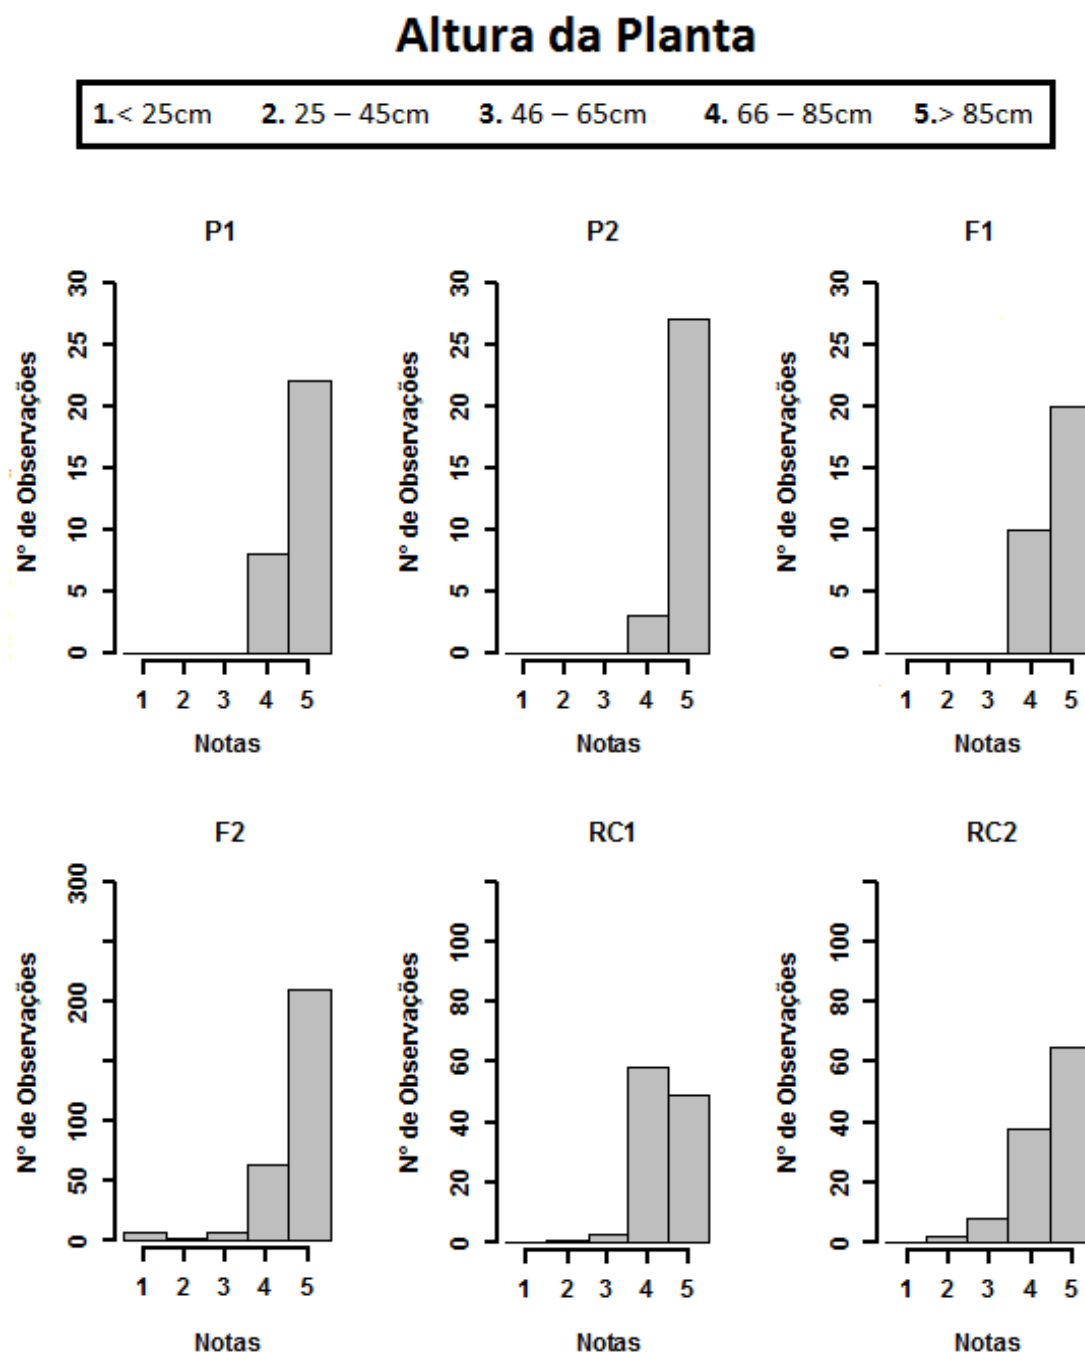 Altura da Planta
1.< 25cm 2. 25 – 45cm 3. 46 – 65cm 4. 66 – 85cm 5.> 85cm
P1
N° de Observações
0 5 10 15 20 25 30
1 2 3 4 5
Notas
P2
N° de Observações
0 5 10 15 20 25 30
1 2 3 4 5
Notas
F1
N° de Observações
0 5 10 15 20 25 30
1 2 3 4 5
Notas
F2
N° de Observações
0 50 100 200 300
1 2 3 4 5
Notas
RC1
N° de Observações
0 20 40 60 80 100
1 2 3 4 5
Notas
RC2
N° de Observações
0 20 40 60 80 100
1 2 3 4 5
Notas